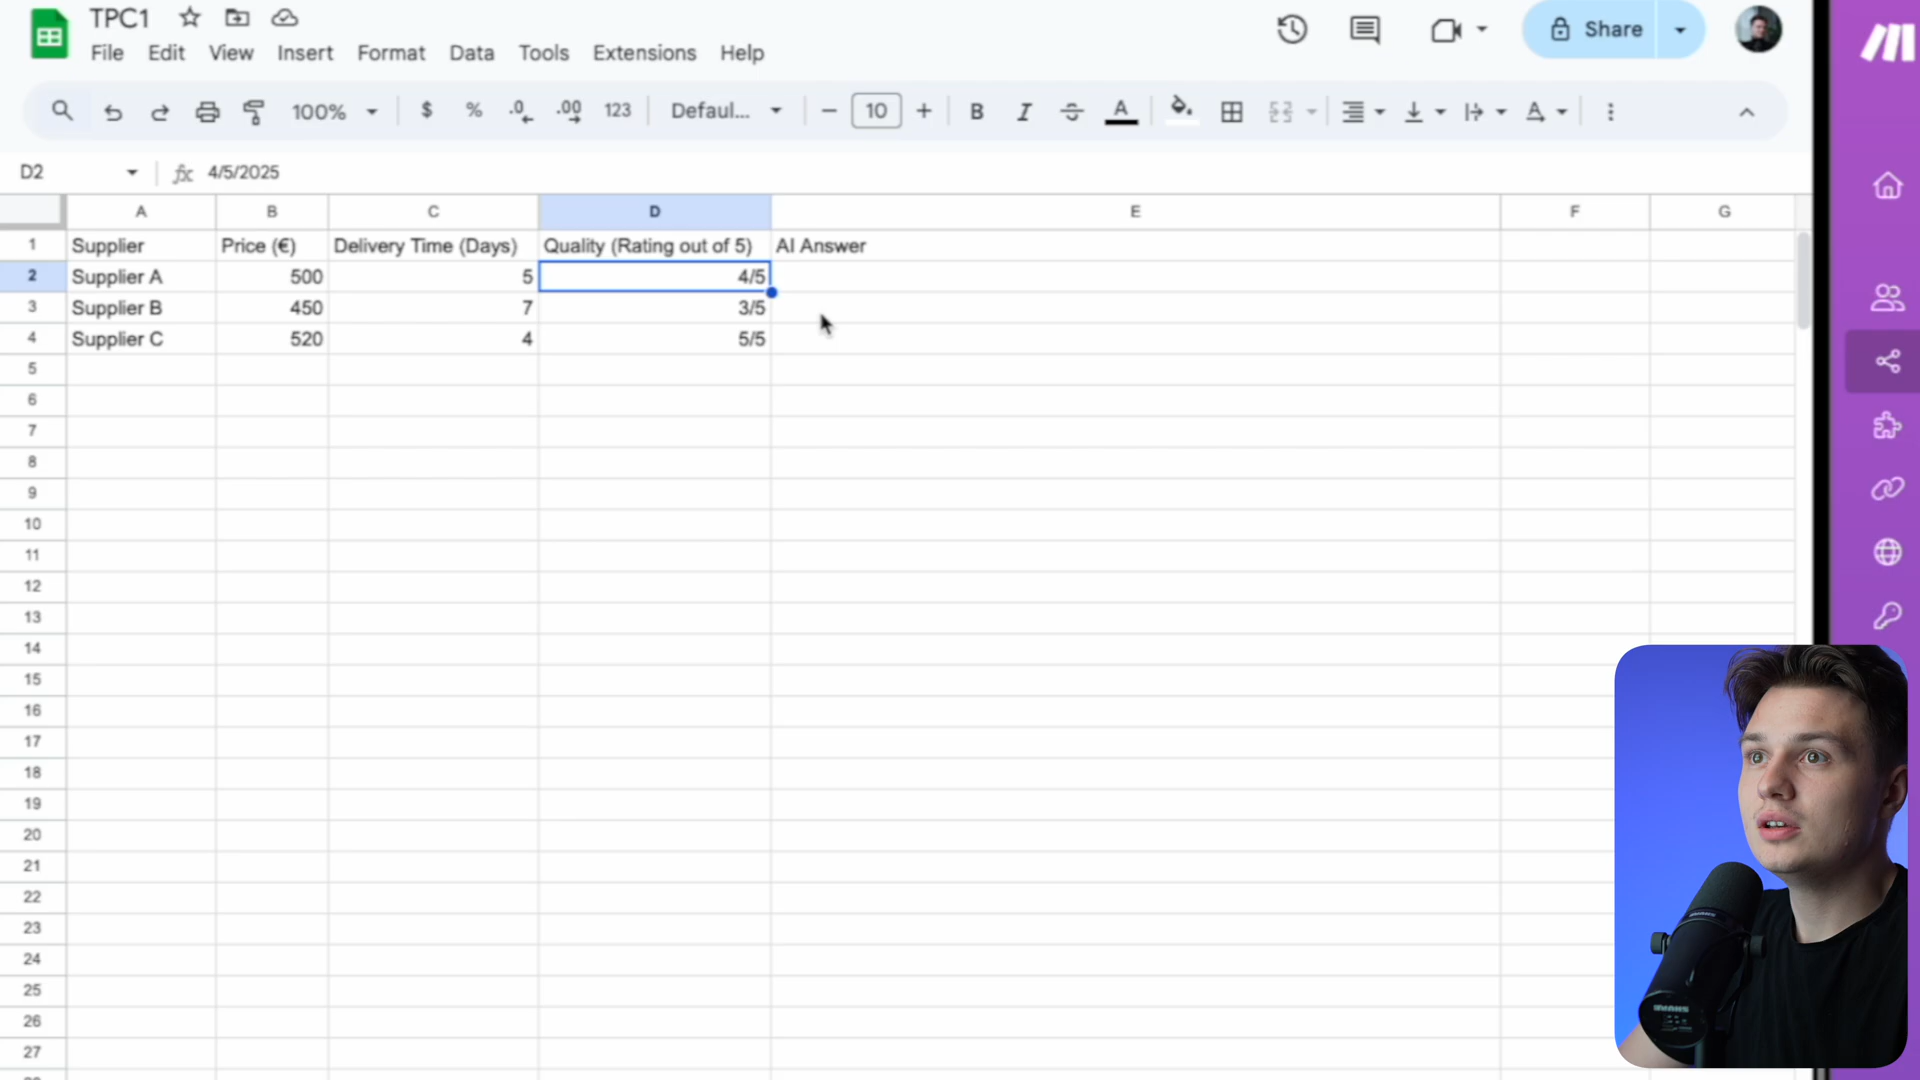 TPC1
File Edit View Insert Format Data Tools Extensions Help
Share
100% $ % .0 .00 123 Defaul... 10 B I A
D2 fx 4/5/2025
A B C D E F G
1 Supplier Price (€) Delivery Time (Days) Quality (Rating out of 5) AI Answer
2 Supplier A 500 5 4/5
3 Supplier B 450 7 3/5
4 Supplier C 520 4 5/5
5
6
7
8
9
10
11
12
13
14
15
16
17
18
19
20
21
22
23
24
25
26
27